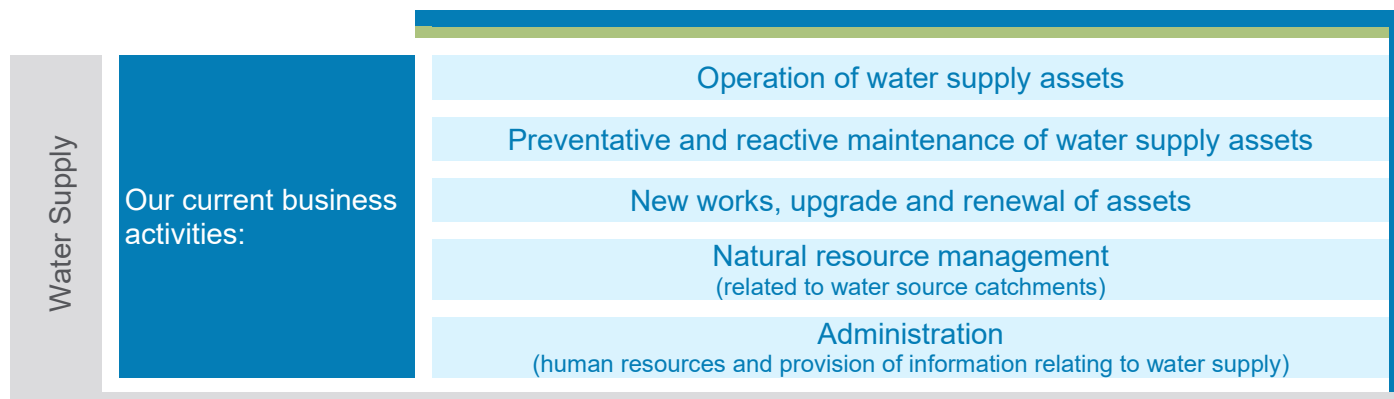 Water Supply
Our current business
activities:
Operation of water supply assets
Preventative and reactive maintenance of water supply assets
New works, upgrade and renewal of assets
Natural resource management
(related to water source catchments)
Administration
(human resources and provision of information relating to water supply)